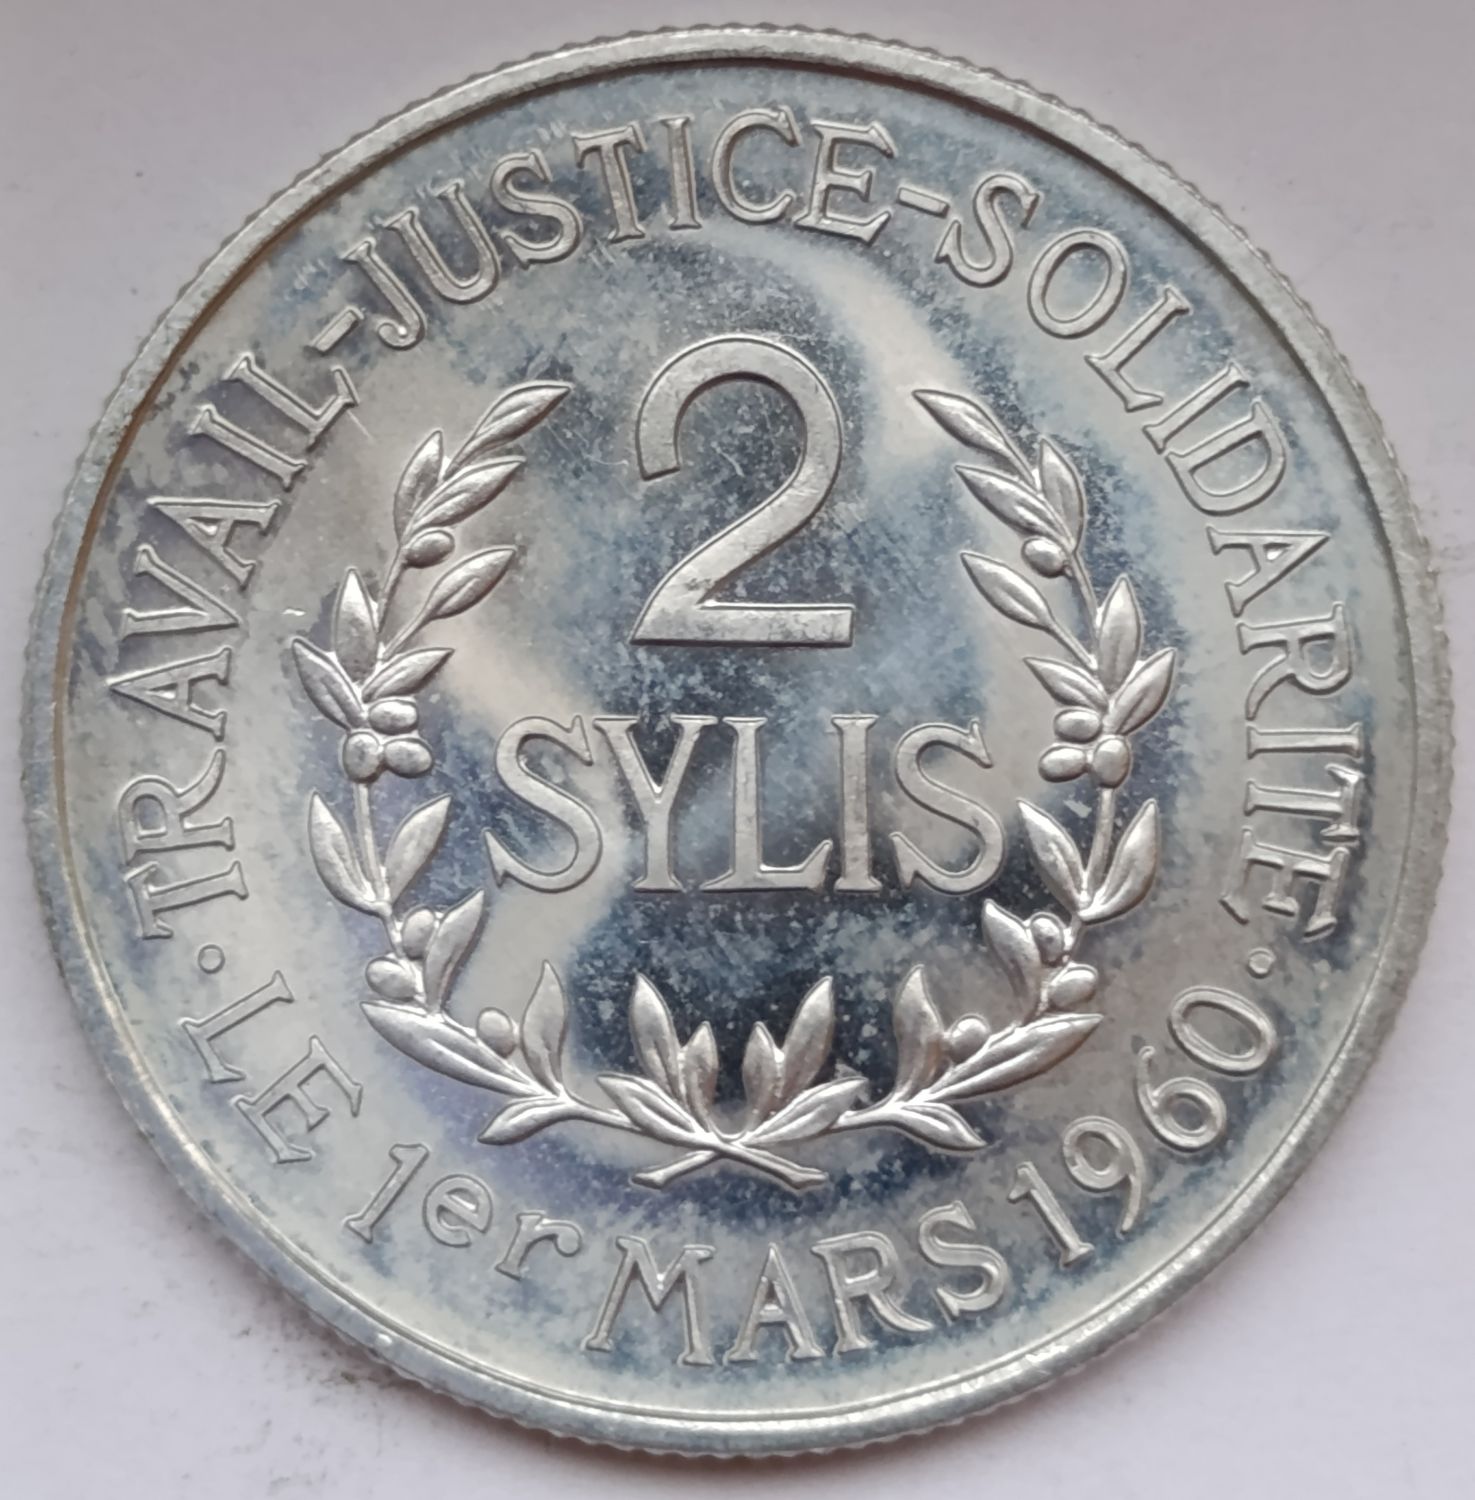 TRAVAIL-JUSTICE-SOLIDARITE
2
SYLIS
LE 1er MARS 1960